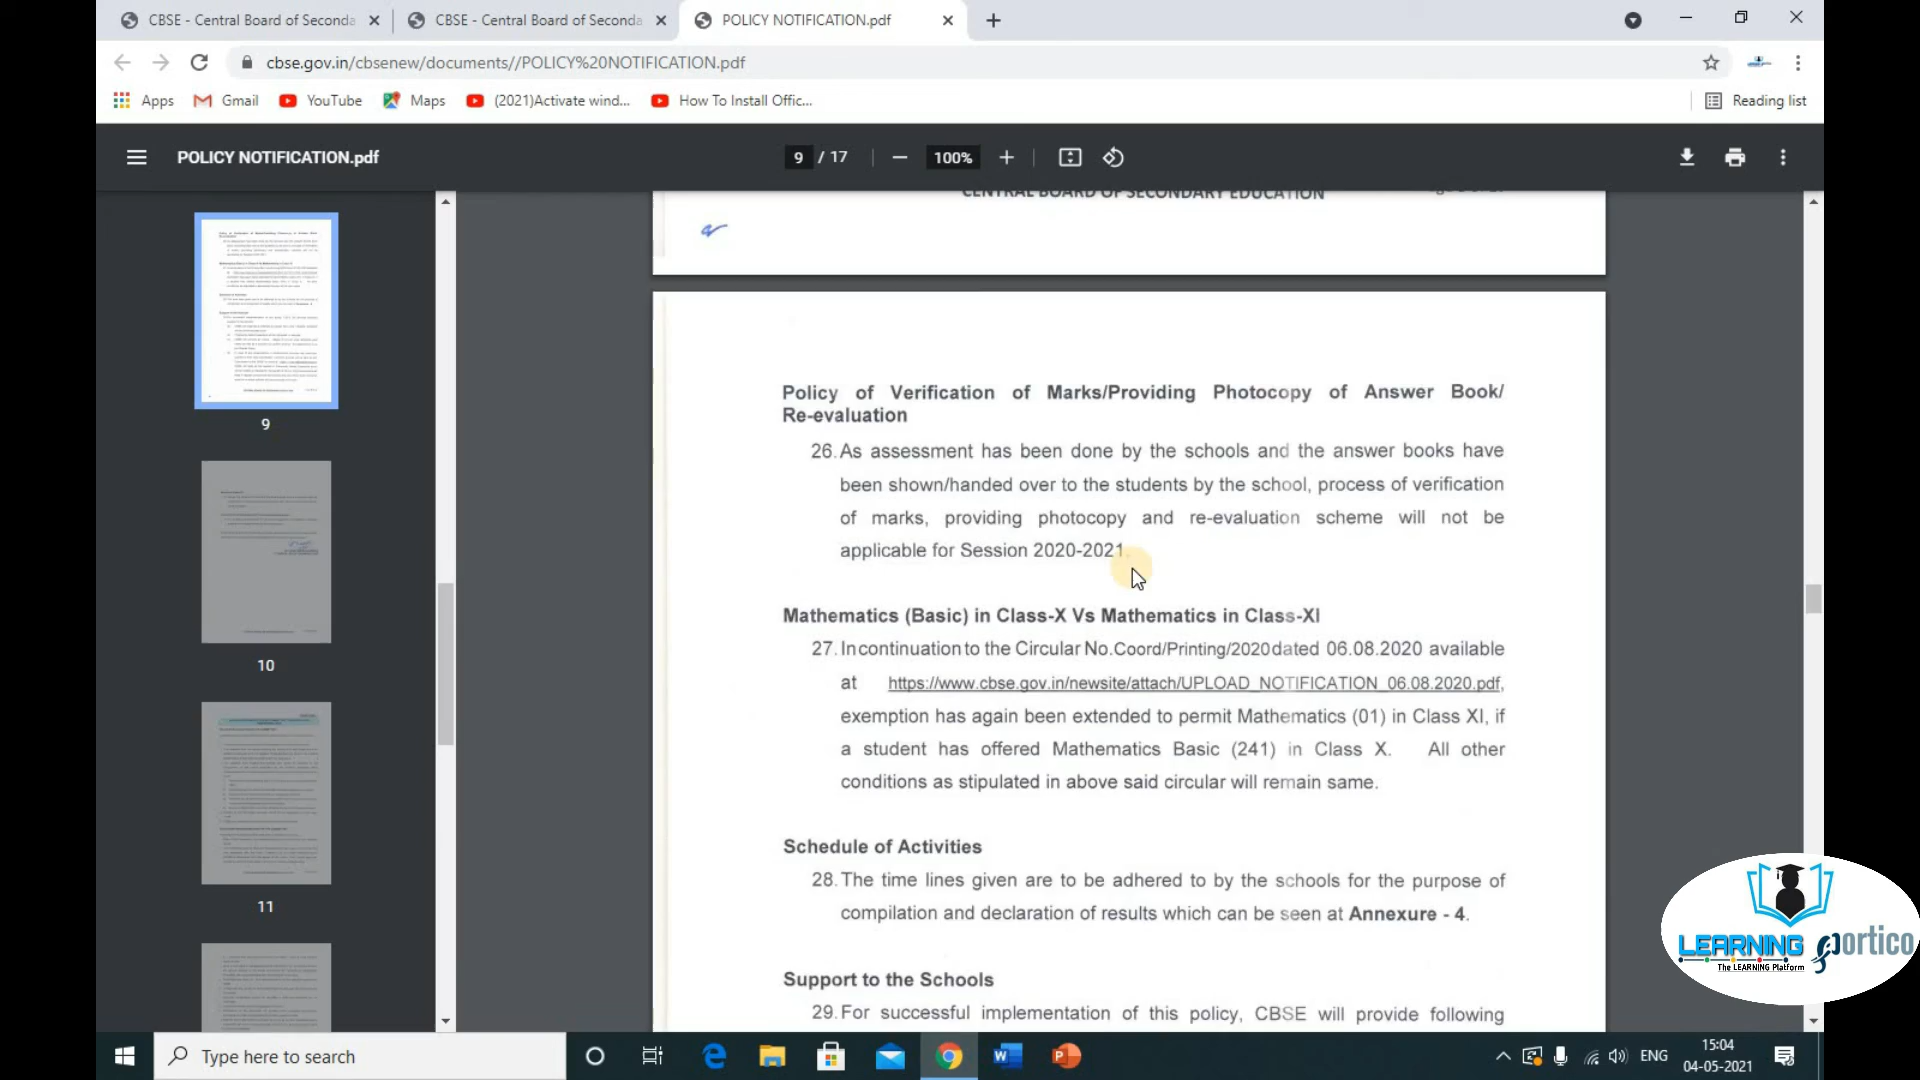 CBSE - Central Board of Seconda
CBSE - Central Board of Seconda
POLICY NOTIFICATION.pdf
cbse.gov.in/cbsenew/documents//POLICY%20NOTIFICATION.pdf
Apps
Gmail
YouTube
Maps
(2021)Activate wind...
How To Install Offic...
Reading list
POLICY NOTIFICATION.pdf
9 / 17
100%
CENTRAL BOARD OF SECONDARY EDUCATION
Policy of Verification of Marks/Providing Photocopy of Answer Book/
Re-evaluation
26. As assessment has been done by the schools and the answer books have
been shown/handed over to the students by the school, process of verification
of marks, providing photocopy and re-evaluation scheme will not be
applicable for Session 2020-2021.
Mathematics (Basic) in Class-X Vs Mathematics in Class-XI
27. In continuation to the Circular No.Coord/Printing/2020 dated 06.08.2020 available
at https://www.cbse.gov.in/newsite/attach/UPLOAD_NOTIFICATION_06.08.2020.pdf,
exemption has again been extended to permit Mathematics (01) in Class XI, if
a student has offered Mathematics Basic (241) in Class X. All other
conditions as stipulated in above said circular will remain same.
Schedule of Activities
28. The time lines given are to be adhered to by the schools for the purpose of
compilation and declaration of results which can be seen at Annexure - 4.
Support to the Schools
29. For successful implementation of this policy, CBSE will provide following
9
10
11
LEARNING portico
The LEARNING Platform
Type here to search
ENG
15:04
04-05-2021